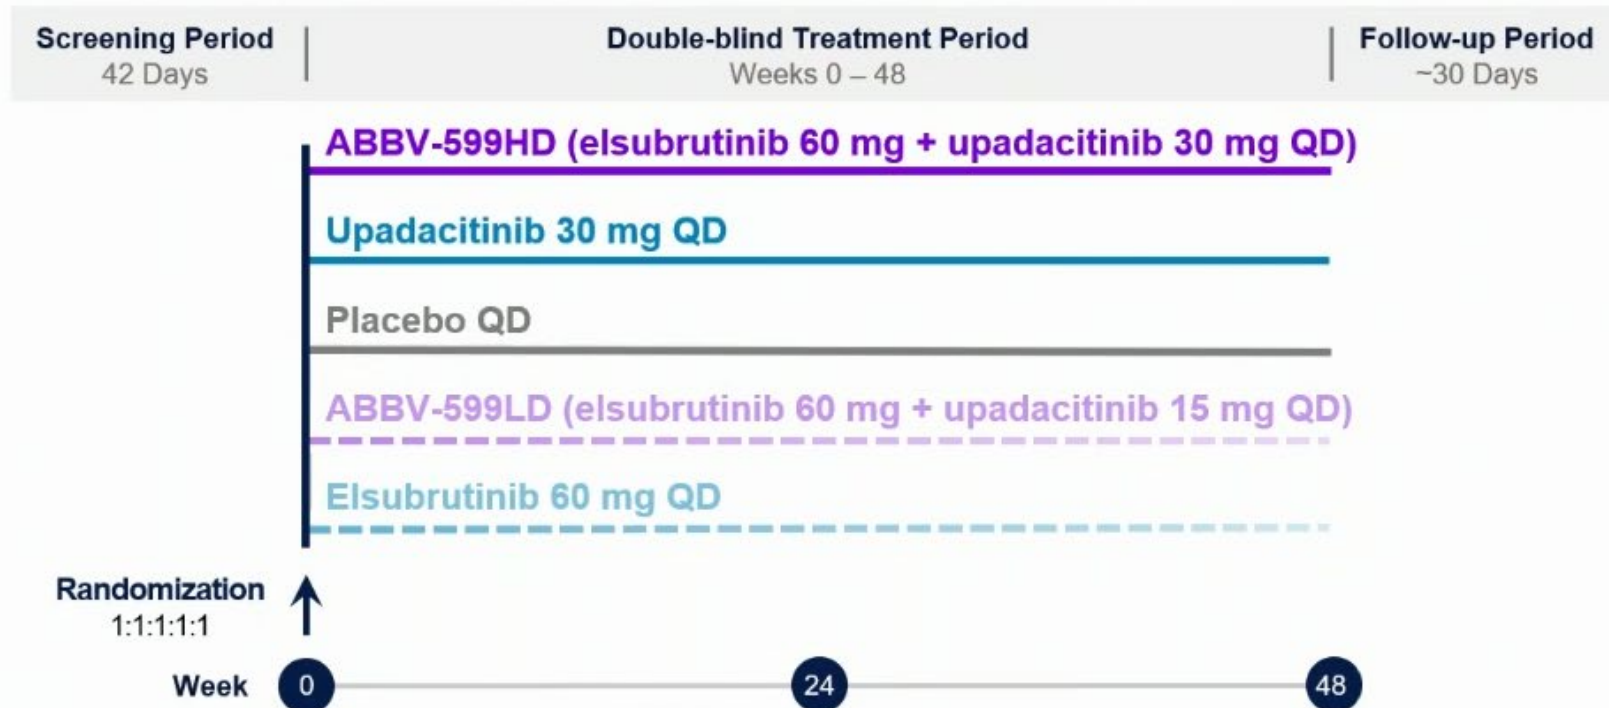 Screening Period
42 Days
Double-blind Treatment Period
Weeks 0 – 48
Follow-up Period
~30 Days
ABBV-599HD (elsubrutinib 60 mg + upadacitinib 30 mg QD)
Upadacitinib 30 mg QD
Placebo QD
ABBV-599LD (elsubrutinib 60 mg + upadacitinib 15 mg QD)
Elsubrutinib 60 mg QD
Randomization
1:1:1:1:1
Week 0 24 48